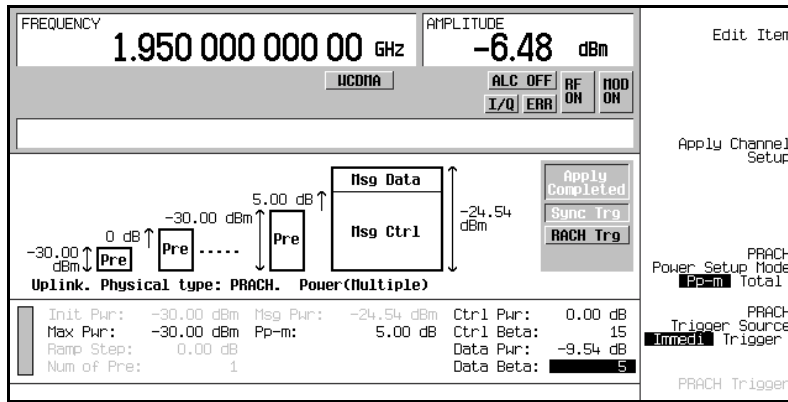 FREQUENCY
1.950 000 000 00 GHz
AMPLITUDE
-6.48 dBm
WCDMA
ALC OFF
I/Q
ERR
RF ON
MOD ON
Edit Item
Apply Channel
Setup
PRACH
Power Setup Mode
Pp-m Total
PRACH
Trigger Source
Immedi Trigger
PRACH Trigger
Msg Data
Msg Ctrl
-24.54
dBm
5.00 dB
Pre
-30.00 dBm
Pre
.....
0 dB
Pre
-30.00
dBm
Apply
Completed
Sync Trg
RACH Trg
Uplink. Physical type: PRACH. Power(Multiple)
Init Pwr: -30.00 dBm Msg Pwr: -24.54 dBm Ctrl Pwr: 0.00 dB
Max Pwr: -30.00 dBm Pp-m: 5.00 dB Ctrl Beta: 15
Ramp Step: 0.00 dB Data Pwr: -9.54 dB
Num of Pre: 1 Data Beta: 5